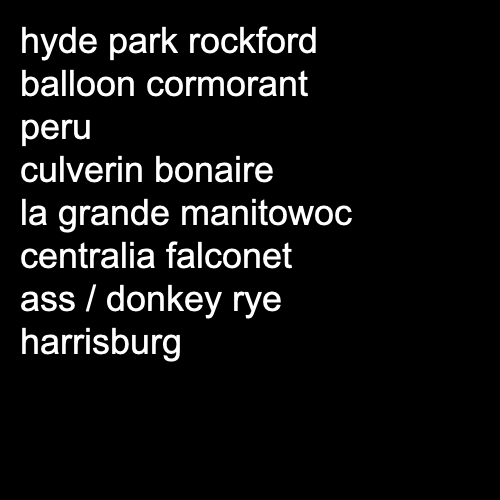 hyde park rockford
balloon cormorant
peru
culverin bonaire
la grande manitowoc
centralia falconet
ass / donkey rye
harrisburg